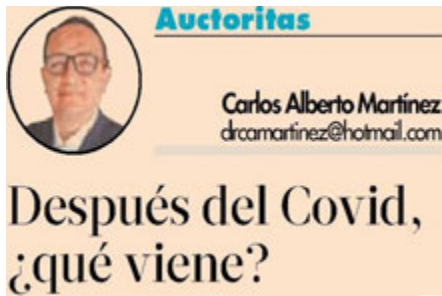 Auctoritas
Carlos Alberto Martínez
drcamartinez@hotmail.com
Después del Covid,
¿qué viene?